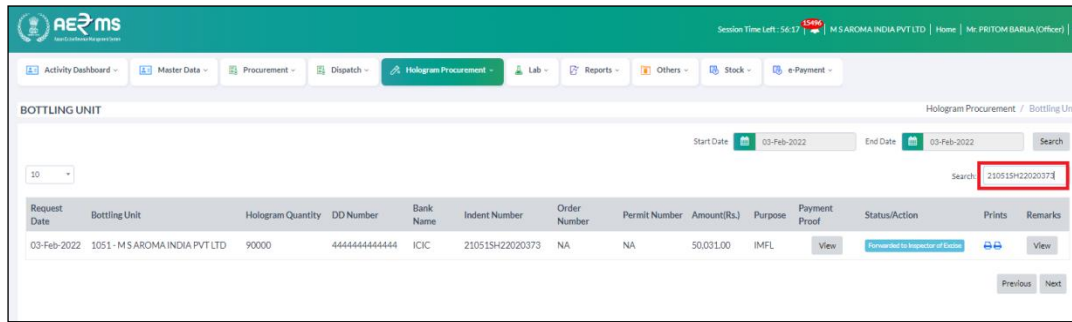 AERMS
Session Time Left : 56:17 15496 | M S AROMA INDIA PVT LTD | Home | Mr. PRITOM BARUA (Officer) |
Activity Dashboard Master Data Procurement Dispatch Hologram Procurement Lab Reports Others Stock e-Payment
BOTTLING UNIT Hologram Procurement / Bottling Un
Start Date 03-Feb-2022 End Date 03-Feb-2022 Search
10 Search: 21051SH22020373
Request Date Bottling Unit Hologram Quantity DD Number Bank Name Indent Number Order Number Permit Number Amount(Rs.) Purpose Payment Proof Status/Action Prints Remarks
03-Feb-2022 1051 - M S AROMA INDIA PVT LTD 90000 4444444444444 ICIC 21051SH22020373 NA NA 50,031.00 IMFL View Forwarded to Inspector of Excise View
Previous Next